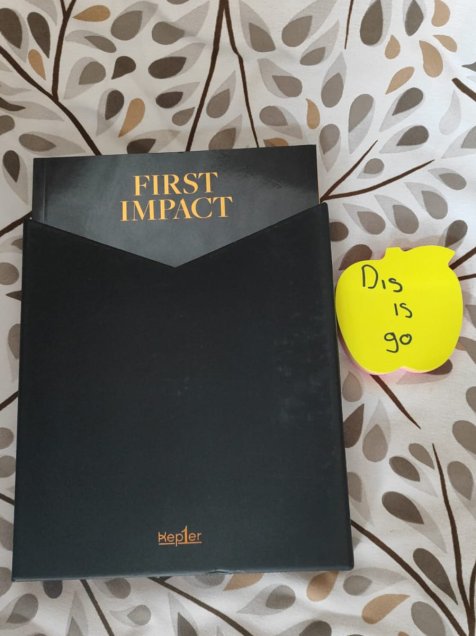 FIRST
IMPACT
Dis
is
go
Kep1er